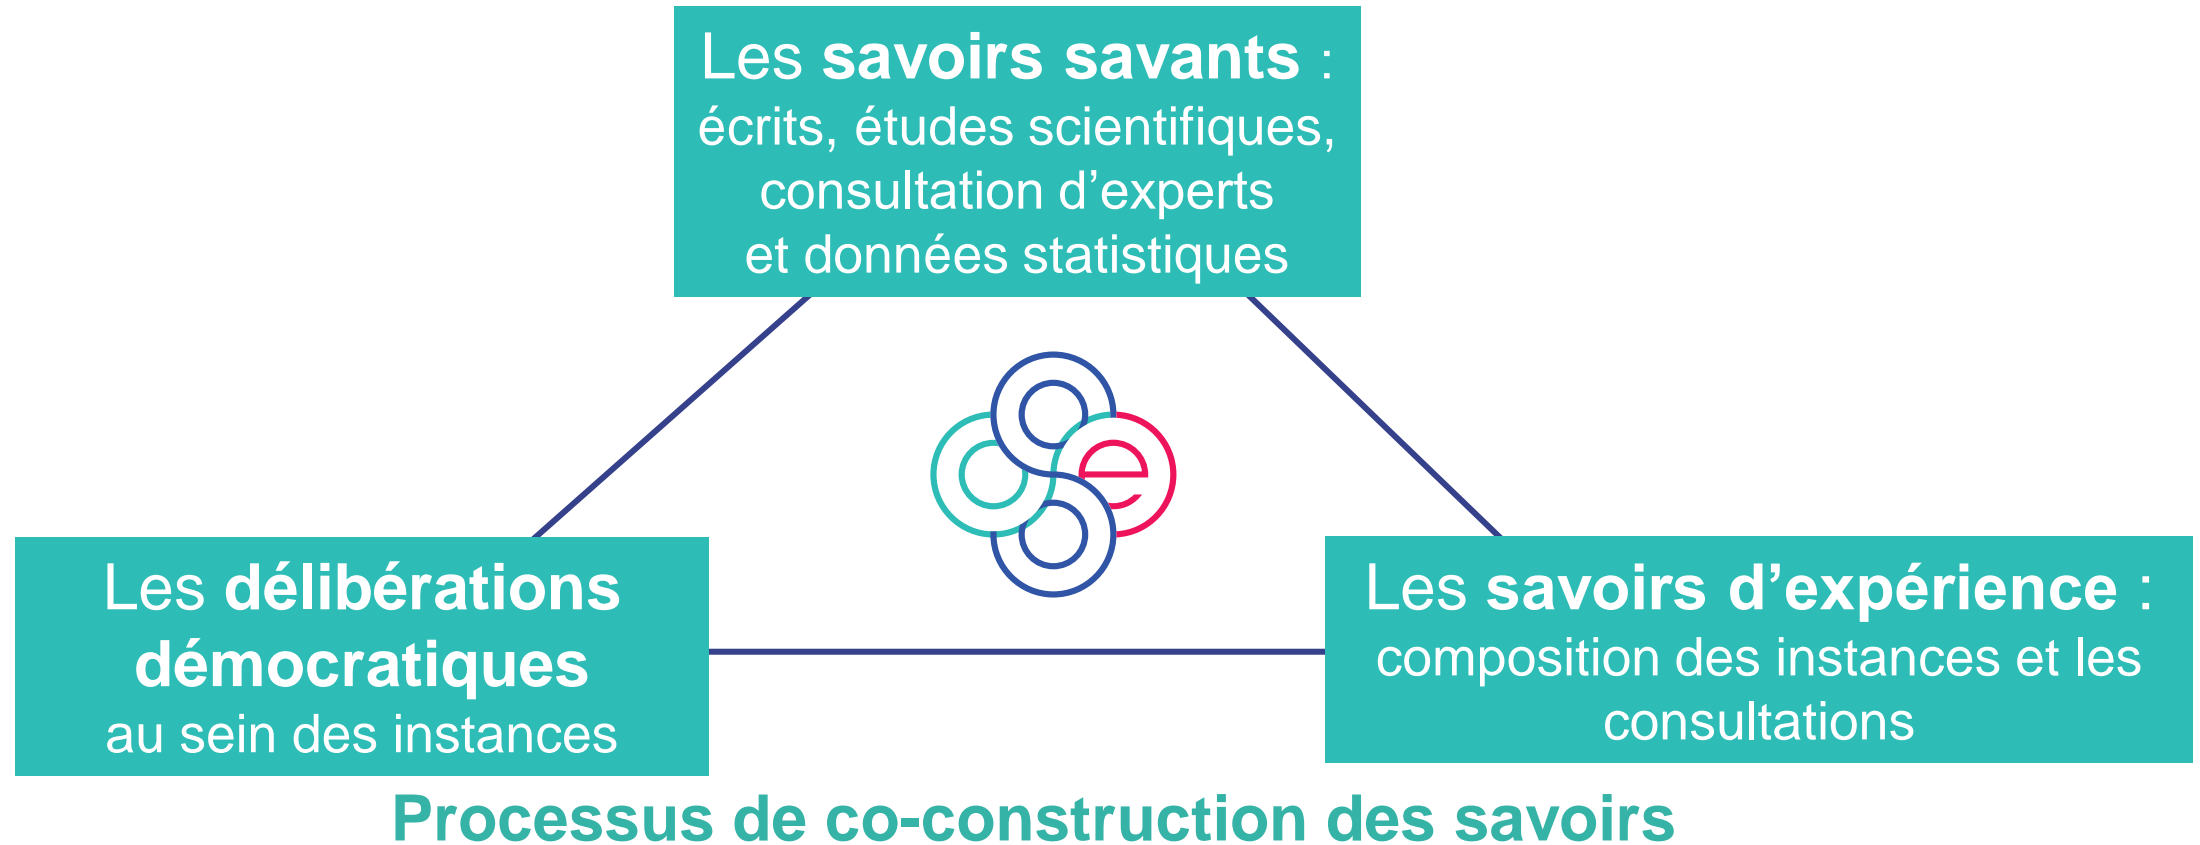 Les savoirs savants :
écrits, études scientifiques,
consultation d’experts
et données statistiques
Les délibérations
démocratiques
au sein des instances
Les savoirs d’expérience :
composition des instances et les
consultations
Processus de co-construction des savoirs